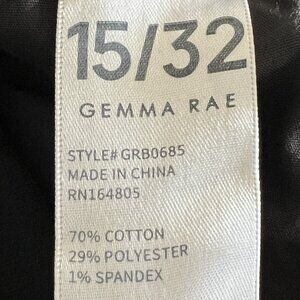 15/32
GEMMA RAE
STYLE# GRB0685
MADE IN CHINA
RN164805
70% COTTON
29% POLYESTER
1% SPANDEX